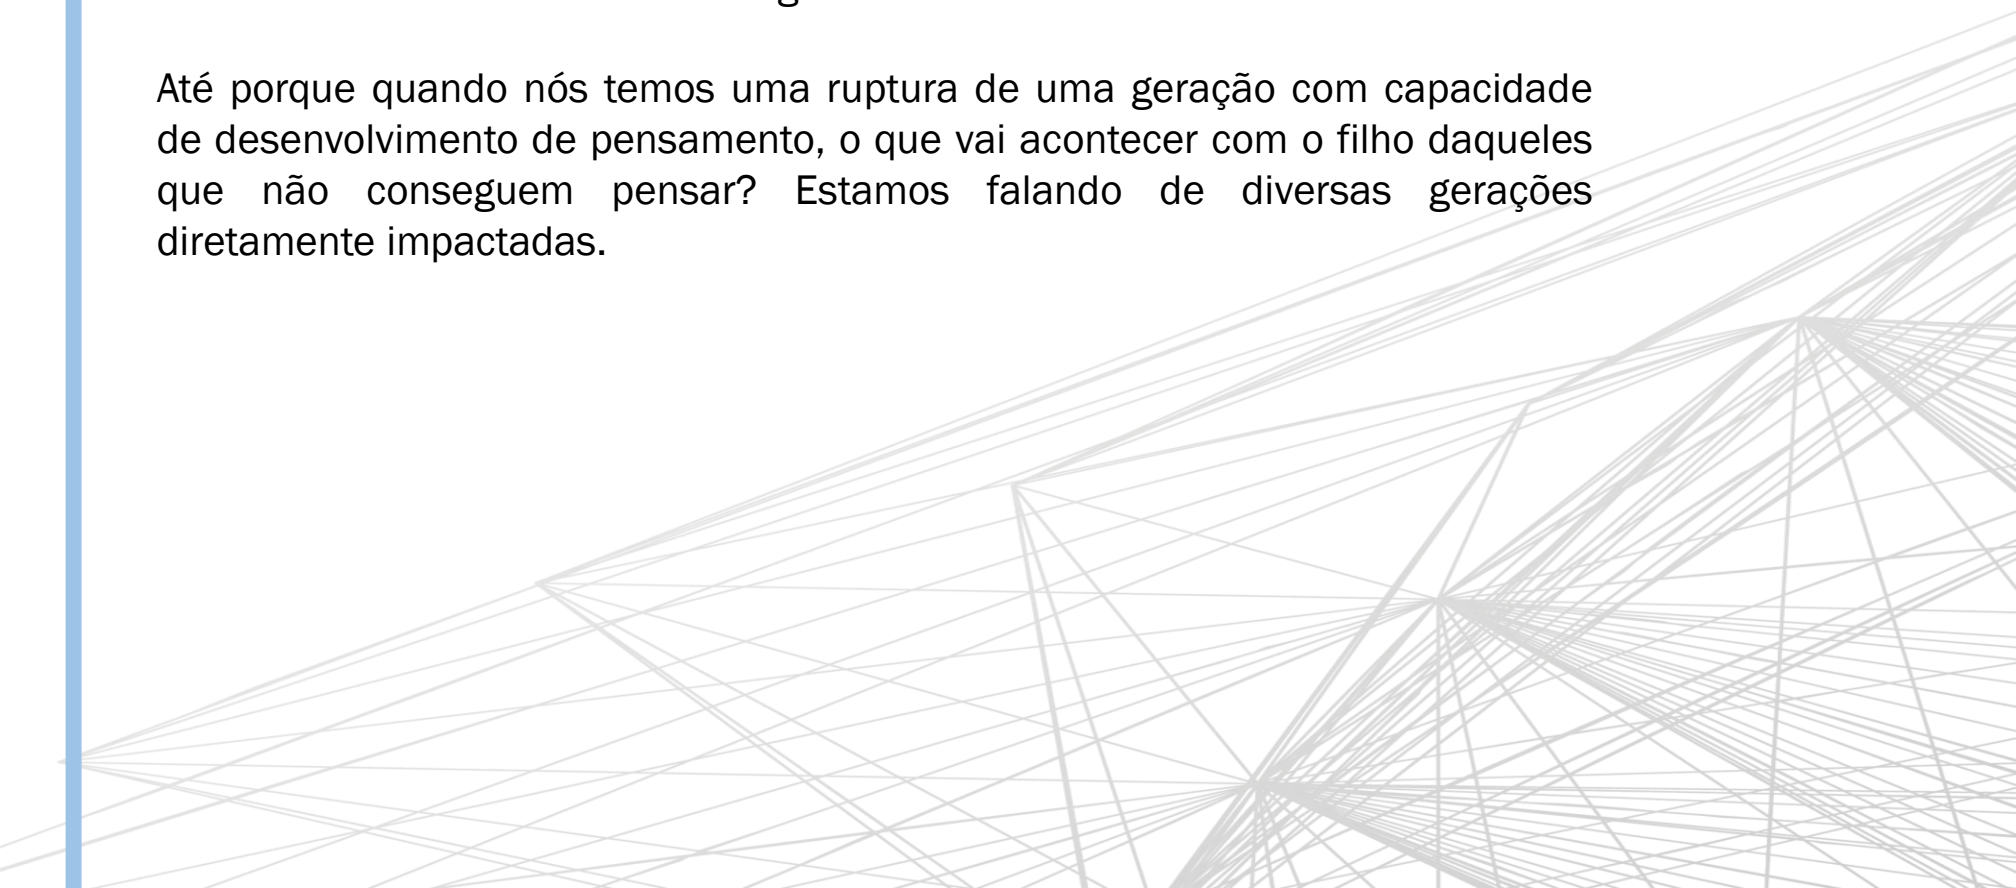 Até porque quando nós temos uma ruptura de uma geração com capacidade
de desenvolvimento de pensamento, o que vai acontecer com o filho daqueles
que não conseguem pensar? Estamos falando de diversas gerações
diretamente impactadas.